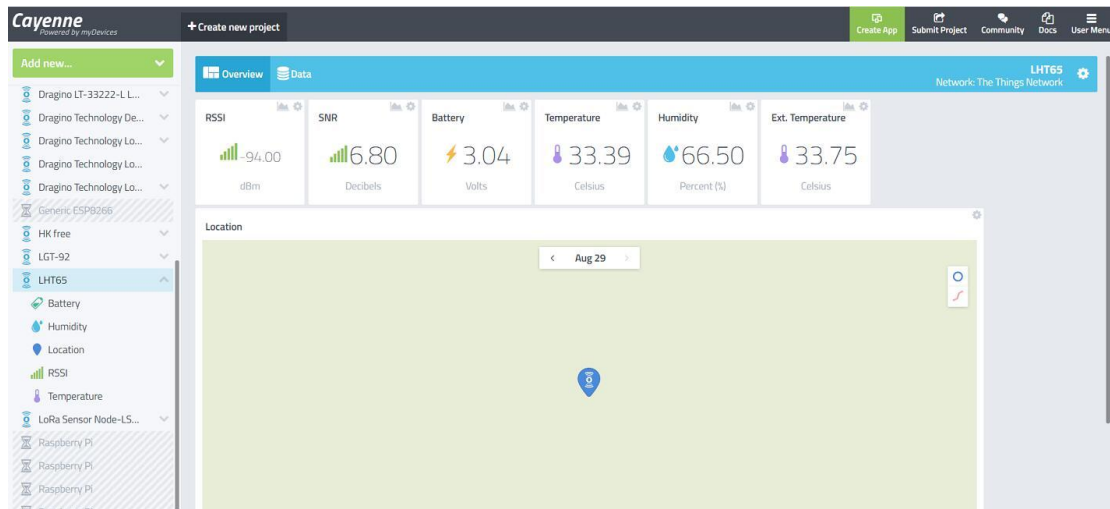 Cayenne
Powered by myDevices
+ Create new project
Create App
Submit Project
Community
Docs
User Menu
Add new...
Dragino LT-33222-L L...
Dragino Technology De...
Dragino Technology Lo...
Dragino Technology Lo...
Dragino Technology Lo...
Generic ESP8266
HK free
LGT-92
LHT65
Battery
Humidity
Location
RSSI
Temperature
LoRa Sensor Node-LS...
Raspberry Pi
Raspberry Pi
Raspberry Pi
Overview
Data
LHT65
Network: The Things Network
RSSI
-94.00
dBm
SNR
6.80
Decibels
Battery
3.04
Volts
Temperature
33.39
Celsius
Humidity
66.50
Percent (%)
Ext. Temperature
33.75
Celsius
Location
< Aug 29 >